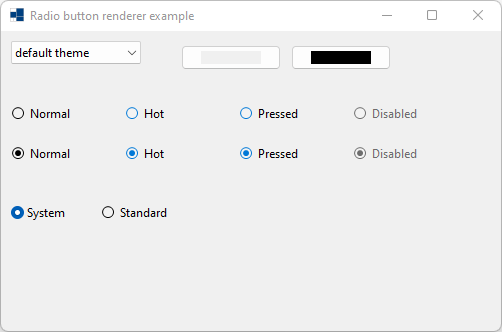 Radio button renderer example
default theme
Normal Hot Pressed Disabled
Normal Hot Pressed Disabled
System Standard